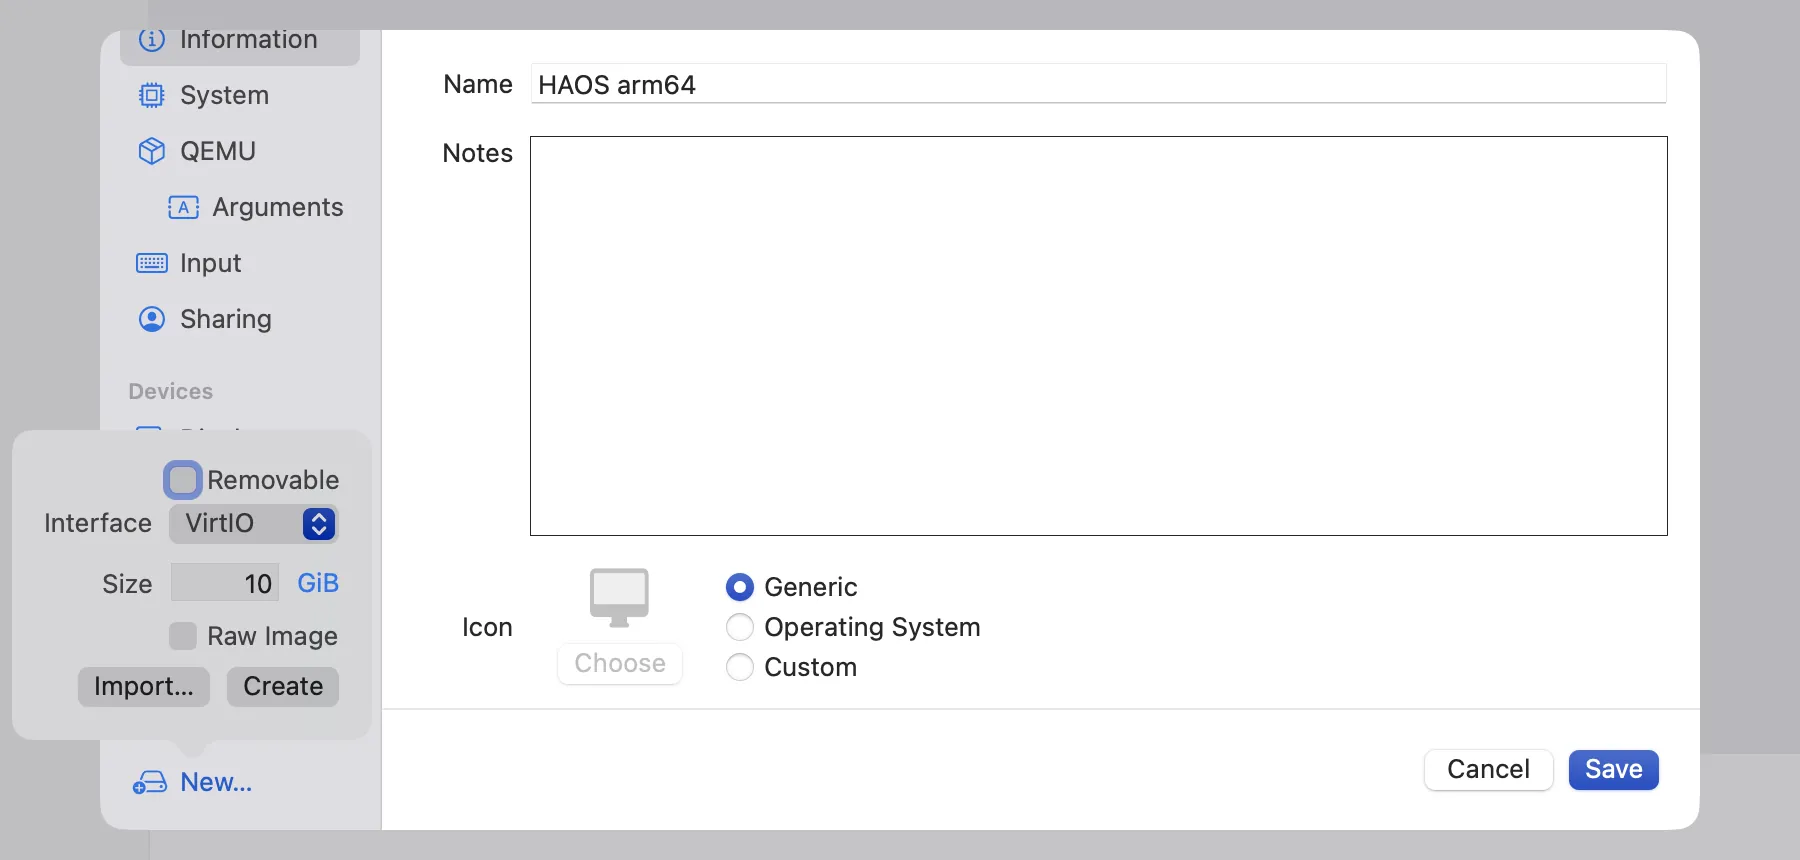 Information
System
QEMU
A Arguments
Input
Sharing
Devices
Removable
Interface VirtIO
Size 10 GiB
Raw Image
Import... Create
New...
Name HAOS arm64
Notes
Icon
Choose
Generic
Operating System
Custom
Cancel Save